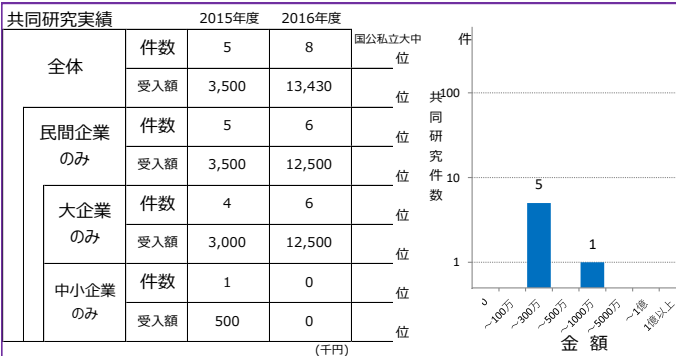 共同研究実績 2015年度 2016年度 国公私立大中
全体 件数 5 8 位
受入額 3,500 13,430 位
民間企業のみ 件数 5 6 位
受入額 3,500 12,500 位
大企業のみ 件数 4 6 位
受入額 3,000 12,500 位
中小企業のみ 件数 1 0 位
受入額 500 0 位
(千円)
件
共同研究件数
100
10
1
5
1
0 ～100万 ～300万 ～500万 ～1000万 ～5000万 ～1億 1億以上
金 額